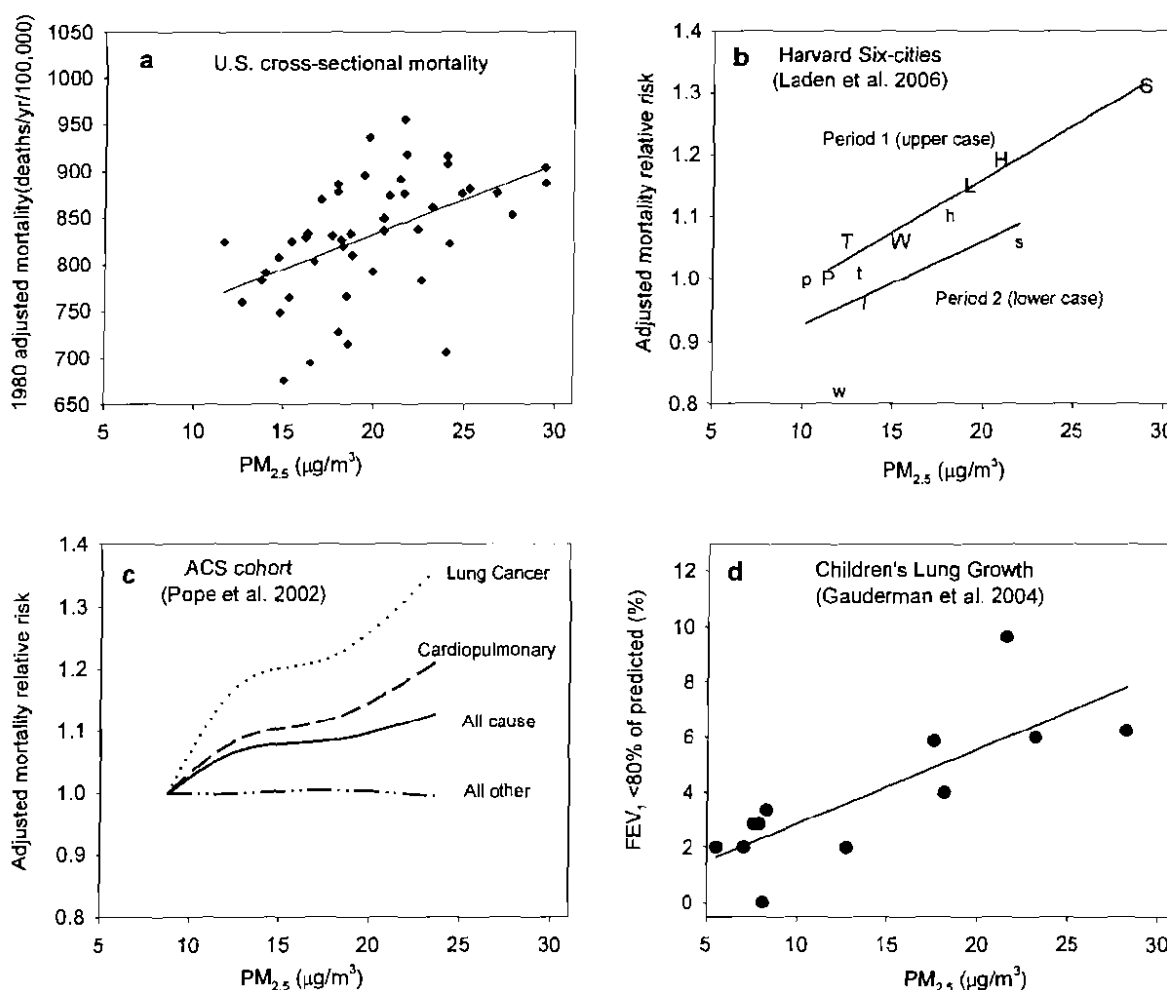 a
U.S. cross-sectional mortality
1980 adjusted mortality(deaths/yr/100,000)
1050
1000
950
900
850
800
750
700
650
5 10 15 20 25 30
PM2.5 (μg/m3)
b
Harvard Six-cities
(Laden et al. 2006)
Adjusted mortality relative risk
1.4
1.3
1.2
1.1
1.0
0.9
0.8
Period 1 (upper case)
Period 2 (lower case)
S
H
L
h
T W
s
p P t
l
w
5 10 15 20 25 30
PM2.5 (μg/m3)
c
ACS cohort
(Pope et al. 2002)
Adjusted mortality relative risk
1.4
1.3
1.2
1.1
1.0
0.9
0.8
Lung Cancer
Cardiopulmonary
All cause
All other
5 10 15 20 25 30
PM2.5 (μg/m3)
d
Children's Lung Growth
(Gauderman et al. 2004)
FEV, <80% of predicted (%)
12
10
8
6
4
2
0
5 10 15 20 25 30
PM2.5 (μg/m3)